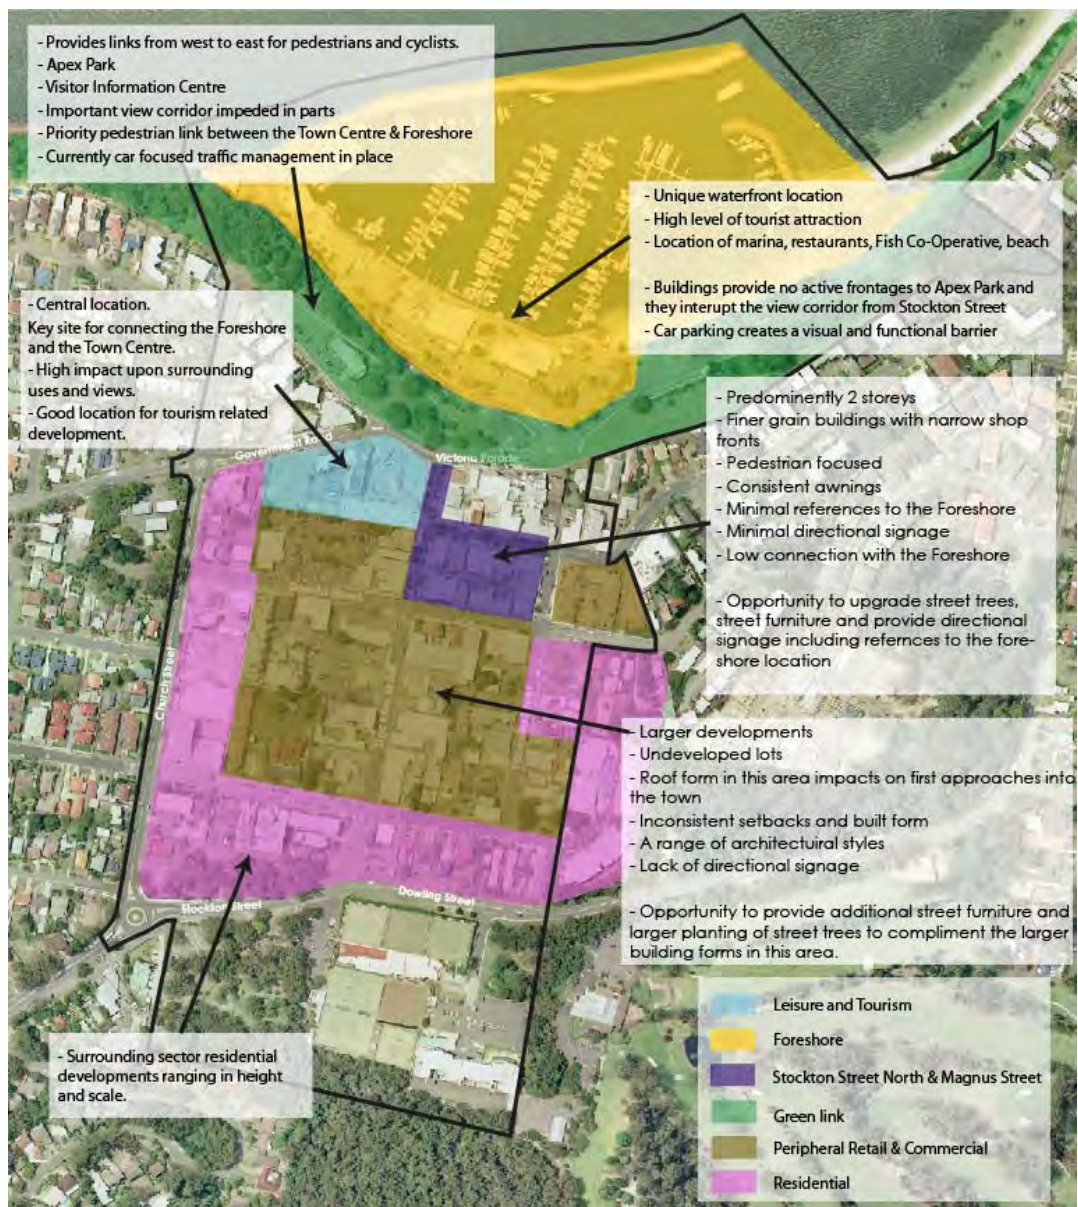 - Provides links from west to east for pedestrians and cyclists.
- Apex Park
- Visitor Information Centre
- Important view corridor impeded in parts
- Priority pedestrian link between the Town Centre & Foreshore
- Currently car focused traffic management in place
- Unique waterfront location
- High level of tourist attraction
- Location of marina, restaurants, Fish Co-Operative, beach
- Buildings provide no active frontages to Apex Park and
they interupt the view corridor from Stockton Street
- Car parking creates a visual and functional barrier
- Central location.
Key site for connecting the Foreshore
and the Town Centre.
- High impact upon surrounding
uses and views.
- Good location for tourism related
development.
Government Road
Victoria Parade
- Predominently 2 storeys
- Finer grain buildings with narrow shop
fronts
- Pedestrian focused
- Consistent awnings
- Minimal references to the Foreshore
- Minimal directional signage
- Low connection with the Foreshore
- Opportunity to upgrade street trees,
street furniture and provide directional
signage including refernces to the fore-
shore location
Church Street
- Larger developments
- Undeveloped lots
- Roof form in this area impacts on first approaches into
the town
- Inconsistent setbacks and built form
- A range of architectuiral styles
- Lack of directional signage
- Opportunity to provide additional street furniture and
larger planting of street trees to compliment the larger
building forms in this area.
Stockton Street
Dowling Street
- Surrounding sector residential
developments ranging in height
and scale.
Leisure and Tourism
Foreshore
Stockton Street North & Magnus Street
Green link
Peripheral Retail & Commercial
Residential